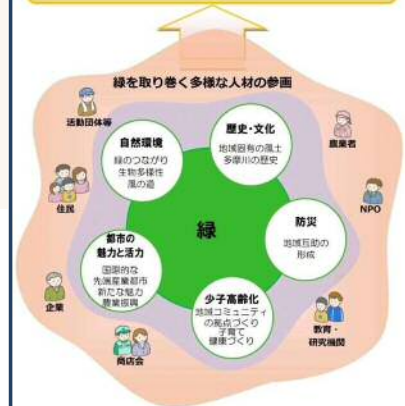 緑を取り巻く多様な人材の参画
活動団体等
農業者
自然環境
緑のつながり
生物多様性
風の道
歴史・文化
地域固有の風土
多摩川の歴史
住民
NPO
緑
防災
地域互助の
形成
都市の
魅力と活力
国際的な
先端産業都市
新たな魅力
農業振興
少子高齢化
地域コミュニティ
の拠点づくり
子育て
健康づくり
企業
商店会
教育・
研究機関